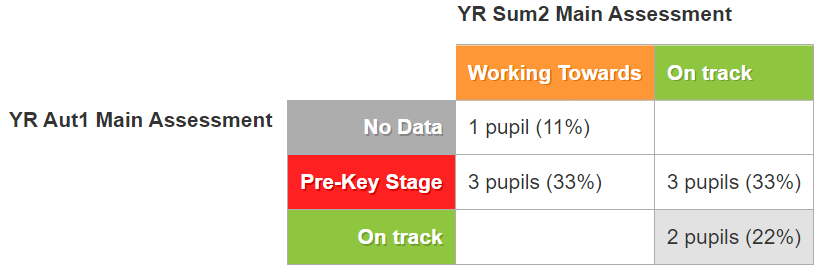 YR Sum2 Main Assessment
Working Towards On track
YR Aut1 Main Assessment
No Data 1 pupil (11%)
Pre-Key Stage 3 pupils (33%) 3 pupils (33%)
On track 2 pupils (22%)